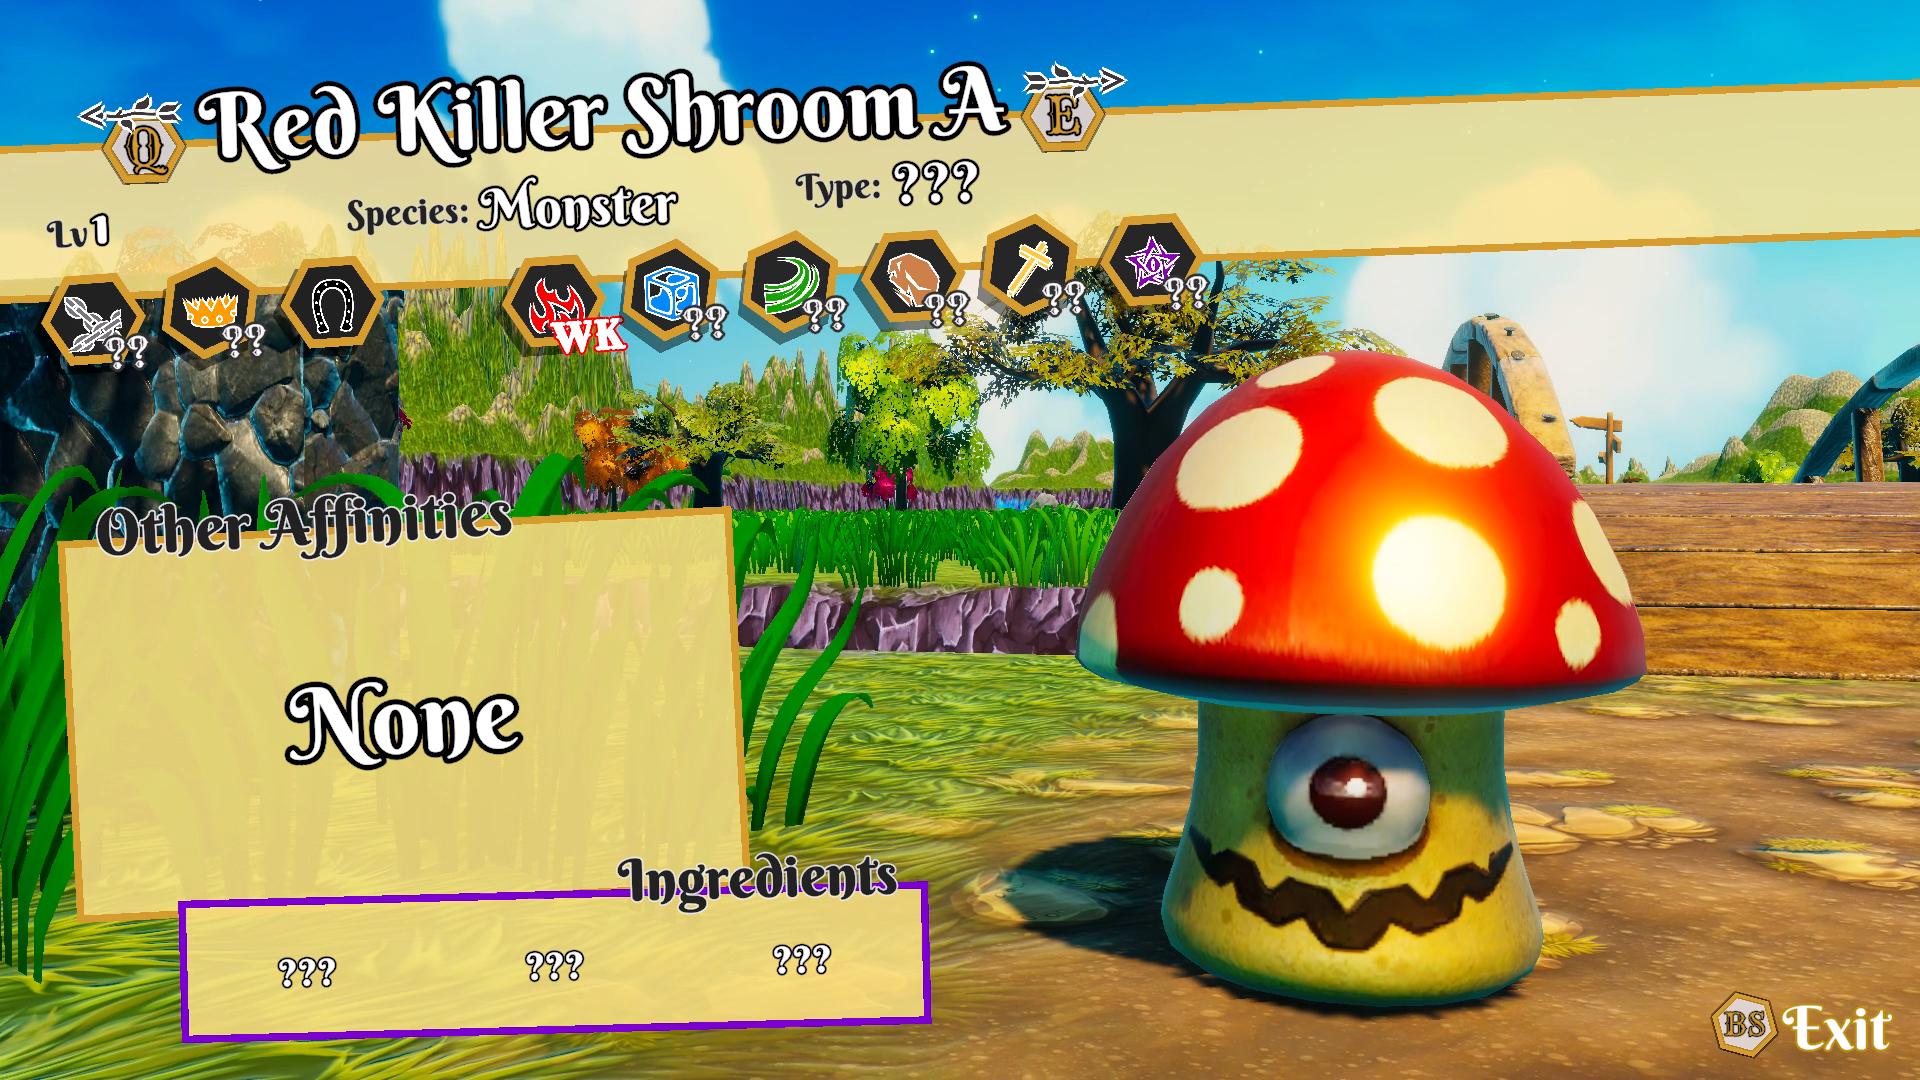 Q Red Killer Shroom A E
Lv1 Species: Monster Type: ???
?? ?? WK ?? ?? ?? ?? ??
Other Affinities
None
Ingredients
??? ??? ???
BS Exit